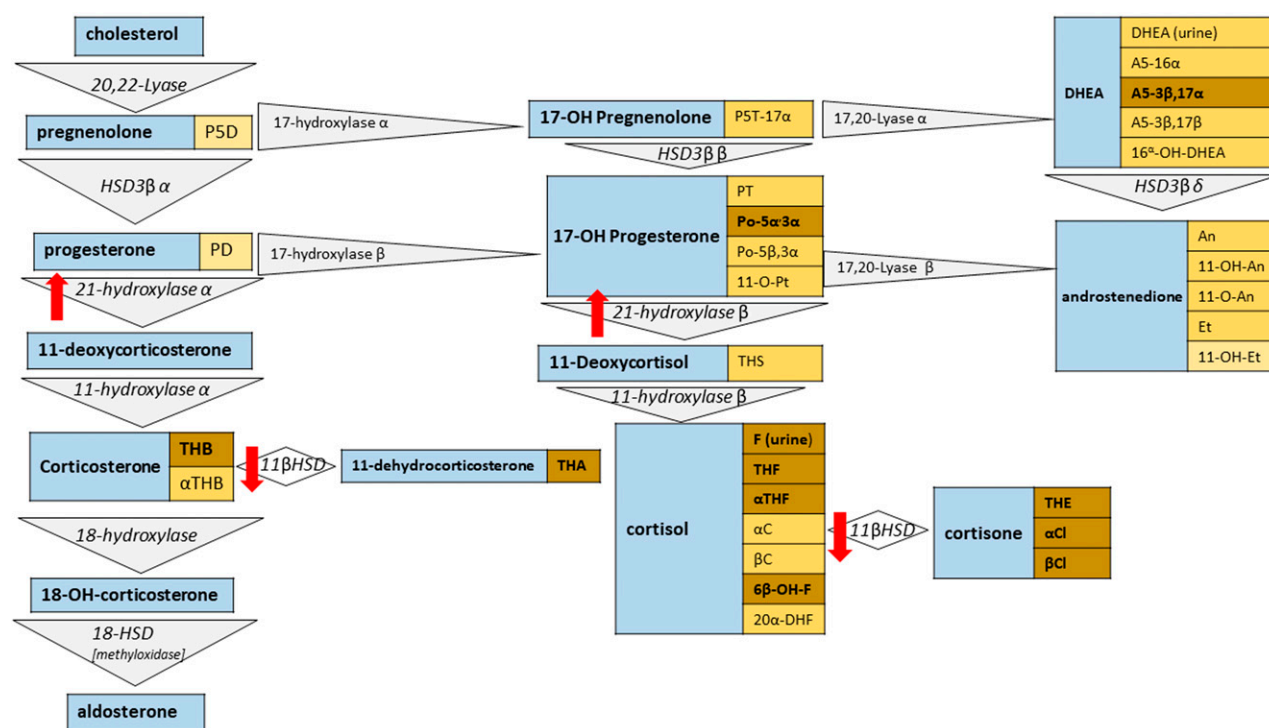 cholesterol
20,22-Lyase
pregnenolone
P5D
17-hydroxylase α
17-OH Pregnenolone
P5T-17α
17,20-Lyase α
DHEA
DHEA (urine)
A5-16α
A5-3β,17α
A5-3β,17β
16α-OH-DHEA
HSD3β α
HSD3β β
HSD3β δ
progesterone
PD
17-hydroxylase β
17-OH Progesterone
PT
Po-5α,3α
Po-5β,3α
11-O-Pt
17,20-Lyase β
androstenedione
An
11-OH-An
11-O-An
Et
11-OH-Et
21-hydroxylase α
21-hydroxylase β
11-deoxycorticosterone
11-Deoxycortisol
THS
11-hydroxylase α
11-hydroxylase β
Corticosterone
THB
αTHB
11βHSD
11-dehydrocorticosterone
THA
cortisol
F (urine)
THF
αTHF
αC
βC
6β-OH-F
20α-DHF
11βHSD
cortisone
THE
αCl
βCl
18-hydroxylase
18-OH-corticosterone
18-HSD
[methyloxidase]
aldosterone